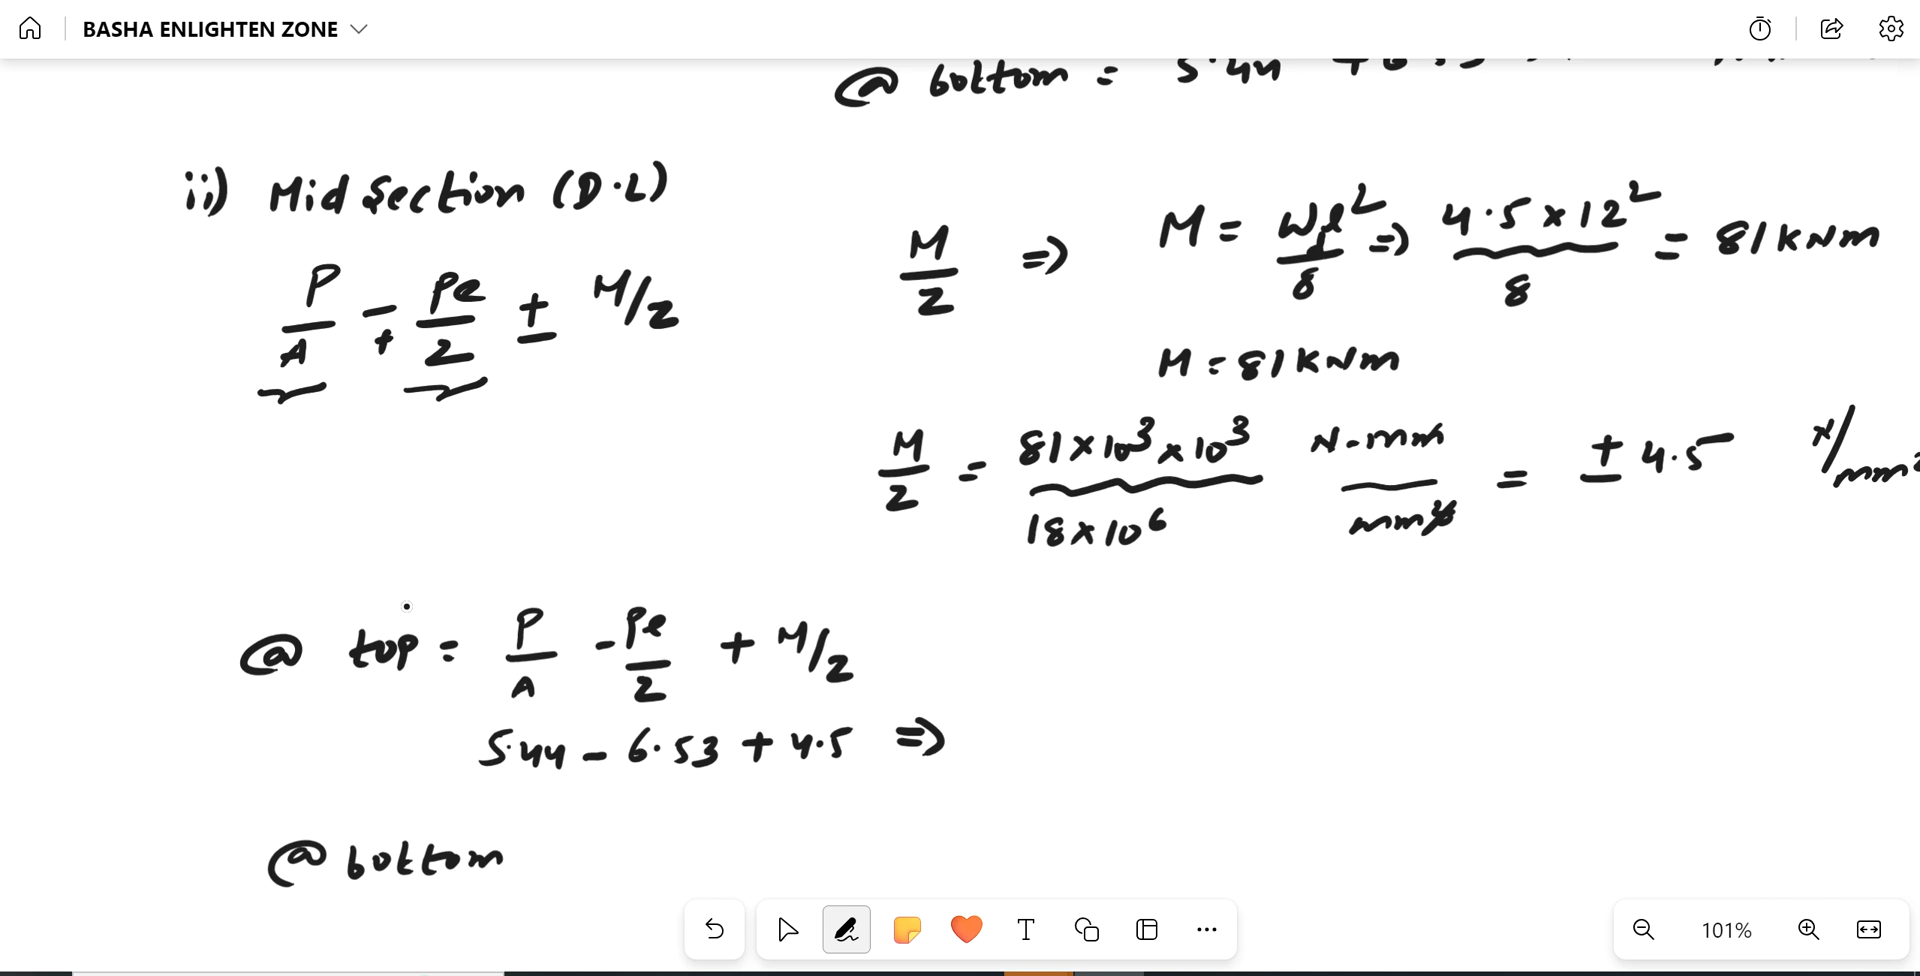 BASHA ENLIGHTEN ZONE
@ bottom = 5.44 + 6.53
ii) Mid Section (D.L)
M/Z => M = wl²/8 => 4.5 x 12²/8 = 81 kNm
P/A ∓ Pe/Z ± M/Z
M = 81 kNm
M/Z = 81 x 10³ x 10³/18 x 10⁶ N-mm/mm³ = ± 4.5 N/mm²
@ top = P/A - Pe/Z + M/Z
5.44 - 6.53 + 4.5 =>
@ bottom
101%